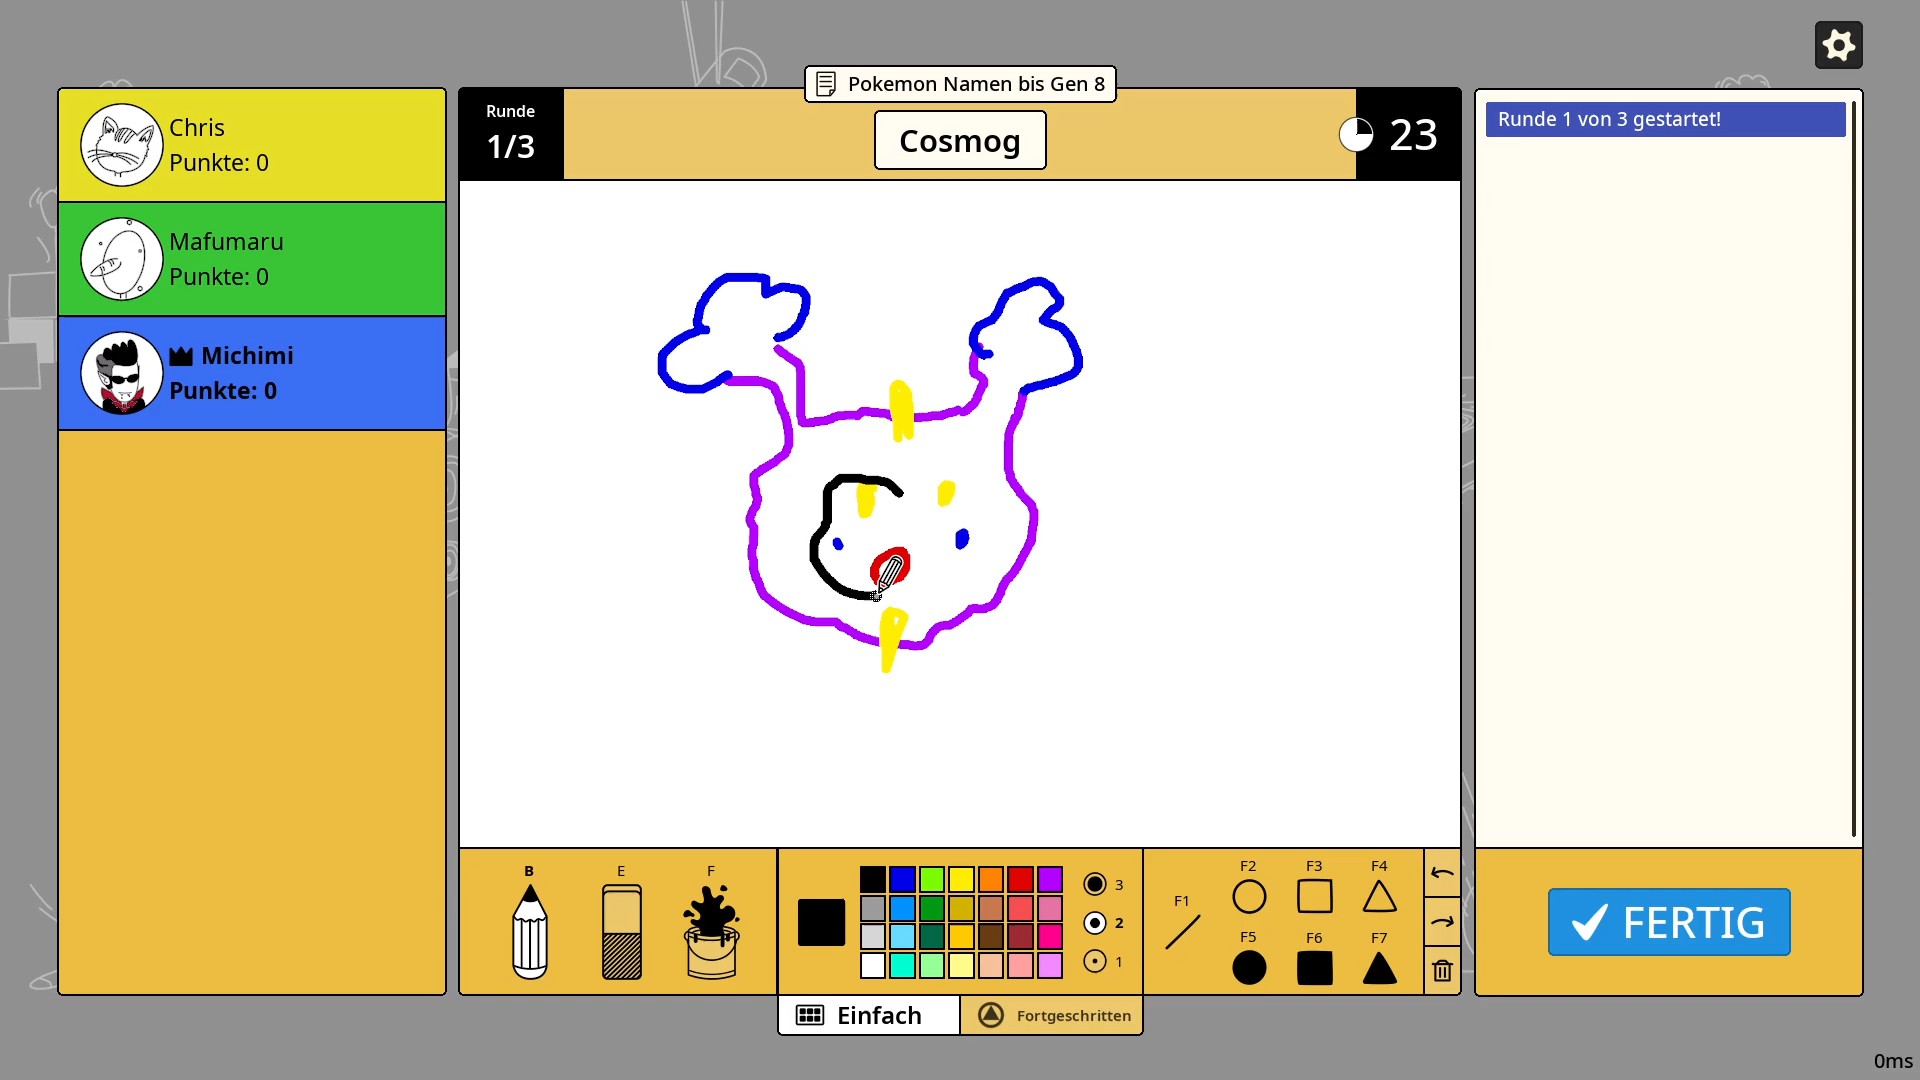 Pokemon Namen bis Gen 8
Runde
1/3
Cosmog
23
Chris
Punkte: 0
Mafumaru
Punkte: 0
Michimi
Punkte: 0
Runde 1 von 3 gestartet!
B
E
F
3
2
1
F1
F2
F3
F4
F5
F6
F7
FERTIG
Einfach
Fortgeschritten
0ms